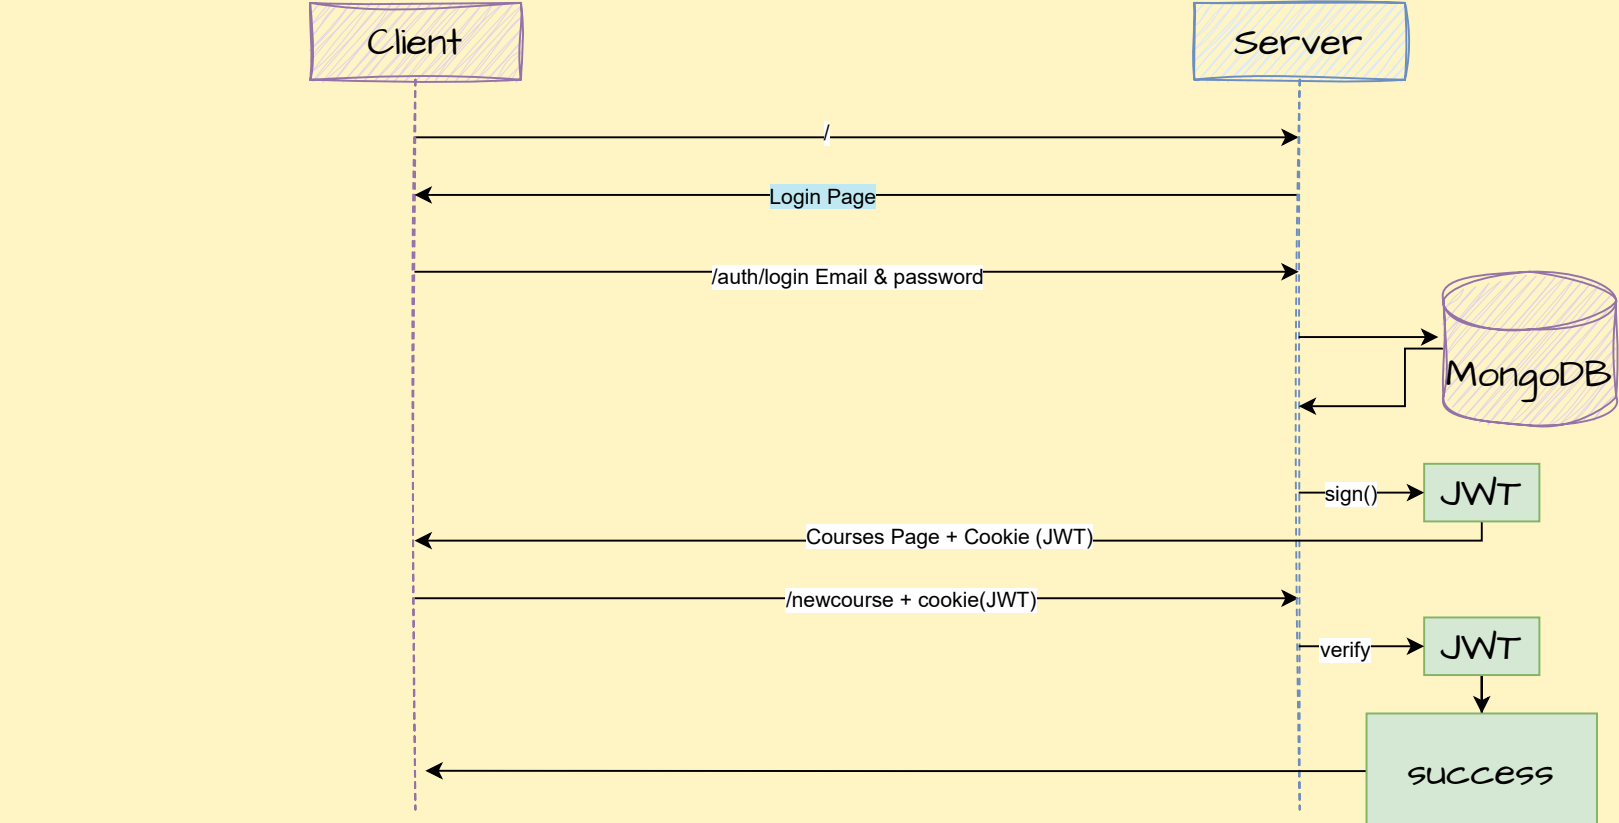 Client
Server
/
Login Page
/auth/login Email & password
MongoDB
sign()
JWT
Courses Page + Cookie (JWT)
/newcourse + cookie(JWT)
verify
JWT
success